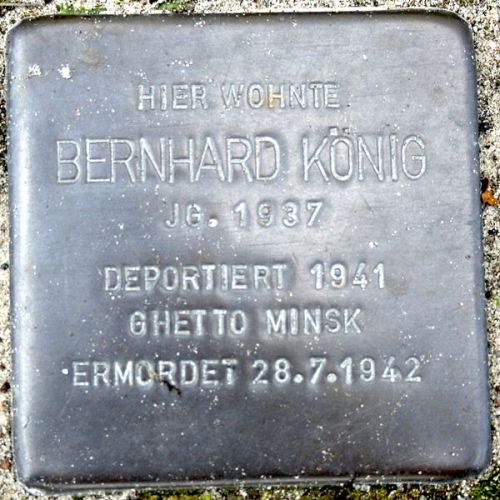 HIER WOHNTE
BERNHARD KÖNIG
JG. 1937
DEPORTIERT 1941
GHETTO MINSK
ERMORDET 28.7.1942